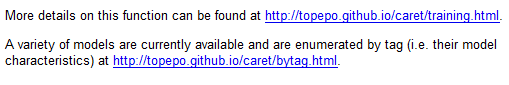 More details on this function can be found at http://topepo.github.io/caret/training.html.
A variety of models are currently available and are enumerated by tag (i.e. their model
characteristics) at http://topepo.github.io/caret/bytag.html.